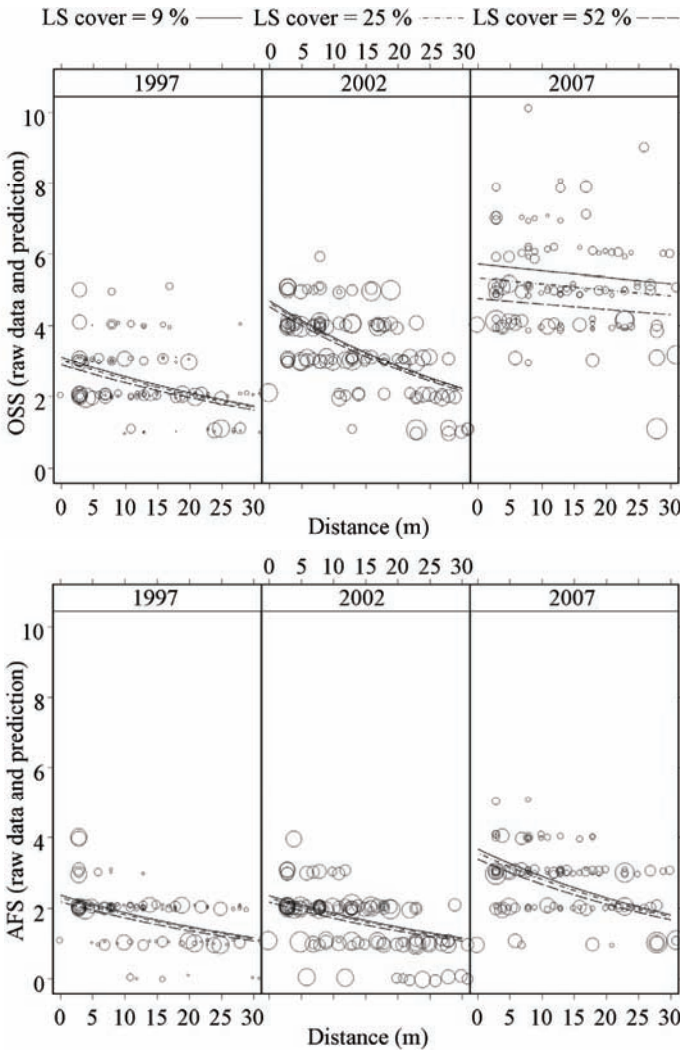 LS cover = 9 % LS cover = 25 % LS cover = 52 %
0 5 10 15 20 25 30
1997 2002 2007
10
8
6
4
2
0
OSS (raw data and prediction)
0 5 10 15 20 25 30 0 5 10 15 20 25 30
Distance (m)
0 5 10 15 20 25 30
1997 2002 2007
10
8
6
4
2
0
AFS (raw data and prediction)
0 5 10 15 20 25 30 0 5 10 15 20 25 30
Distance (m)